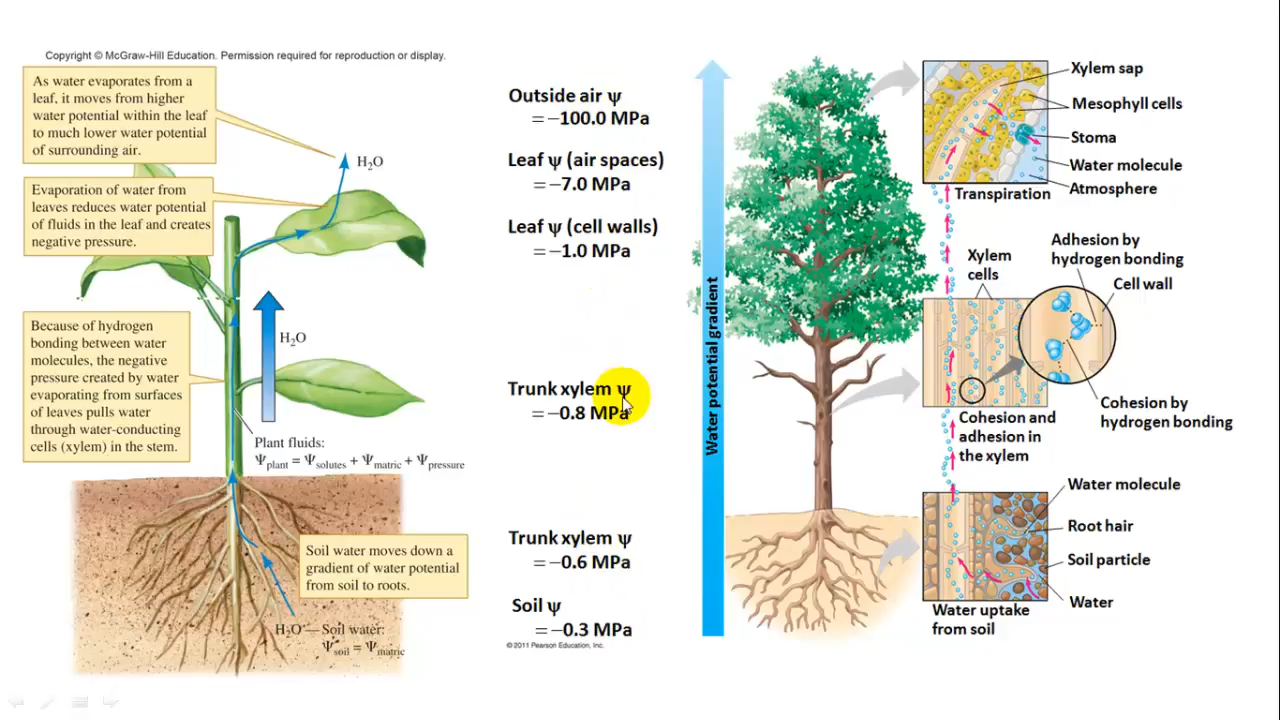 Copyright © McGraw-Hill Education. Permission required for reproduction or display.
As water evaporates from a
leaf, it moves from higher
water potential within the leaf
to much lower water potential
of surrounding air.
H₂O
Evaporation of water from
leaves reduces water potential
of fluids in the leaf and creates
negative pressure.
Because of hydrogen
bonding between water
molecules, the negative
pressure created by water
evaporating from surfaces
of leaves pulls water
through water-conducting
cells (xylem) in the stem.
H₂O
Plant fluids:
Ψplant = Ψsolutes + Ψmatric + Ψpressure
Soil water moves down a
gradient of water potential
from soil to roots.
H₂O—Soil water:
Ψsoil = Ψmatric
Outside air ψ
= −100.0 MPa
Leaf ψ (air spaces)
= −7.0 MPa
Leaf ψ (cell walls)
= −1.0 MPa
Trunk xylem ψ
= −0.8 MPa
Trunk xylem ψ
= −0.6 MPa
Soil ψ
= −0.3 MPa
© 2011 Pearson Education, Inc.
Water potential gradient
Xylem sap
Mesophyll cells
Stoma
Water molecule
Atmosphere
Transpiration
Xylem
cells
Adhesion by
hydrogen bonding
Cell wall
Cohesion by
hydrogen bonding
Cohesion and
adhesion in
the xylem
Water molecule
Root hair
Soil particle
Water
Water uptake
from soil